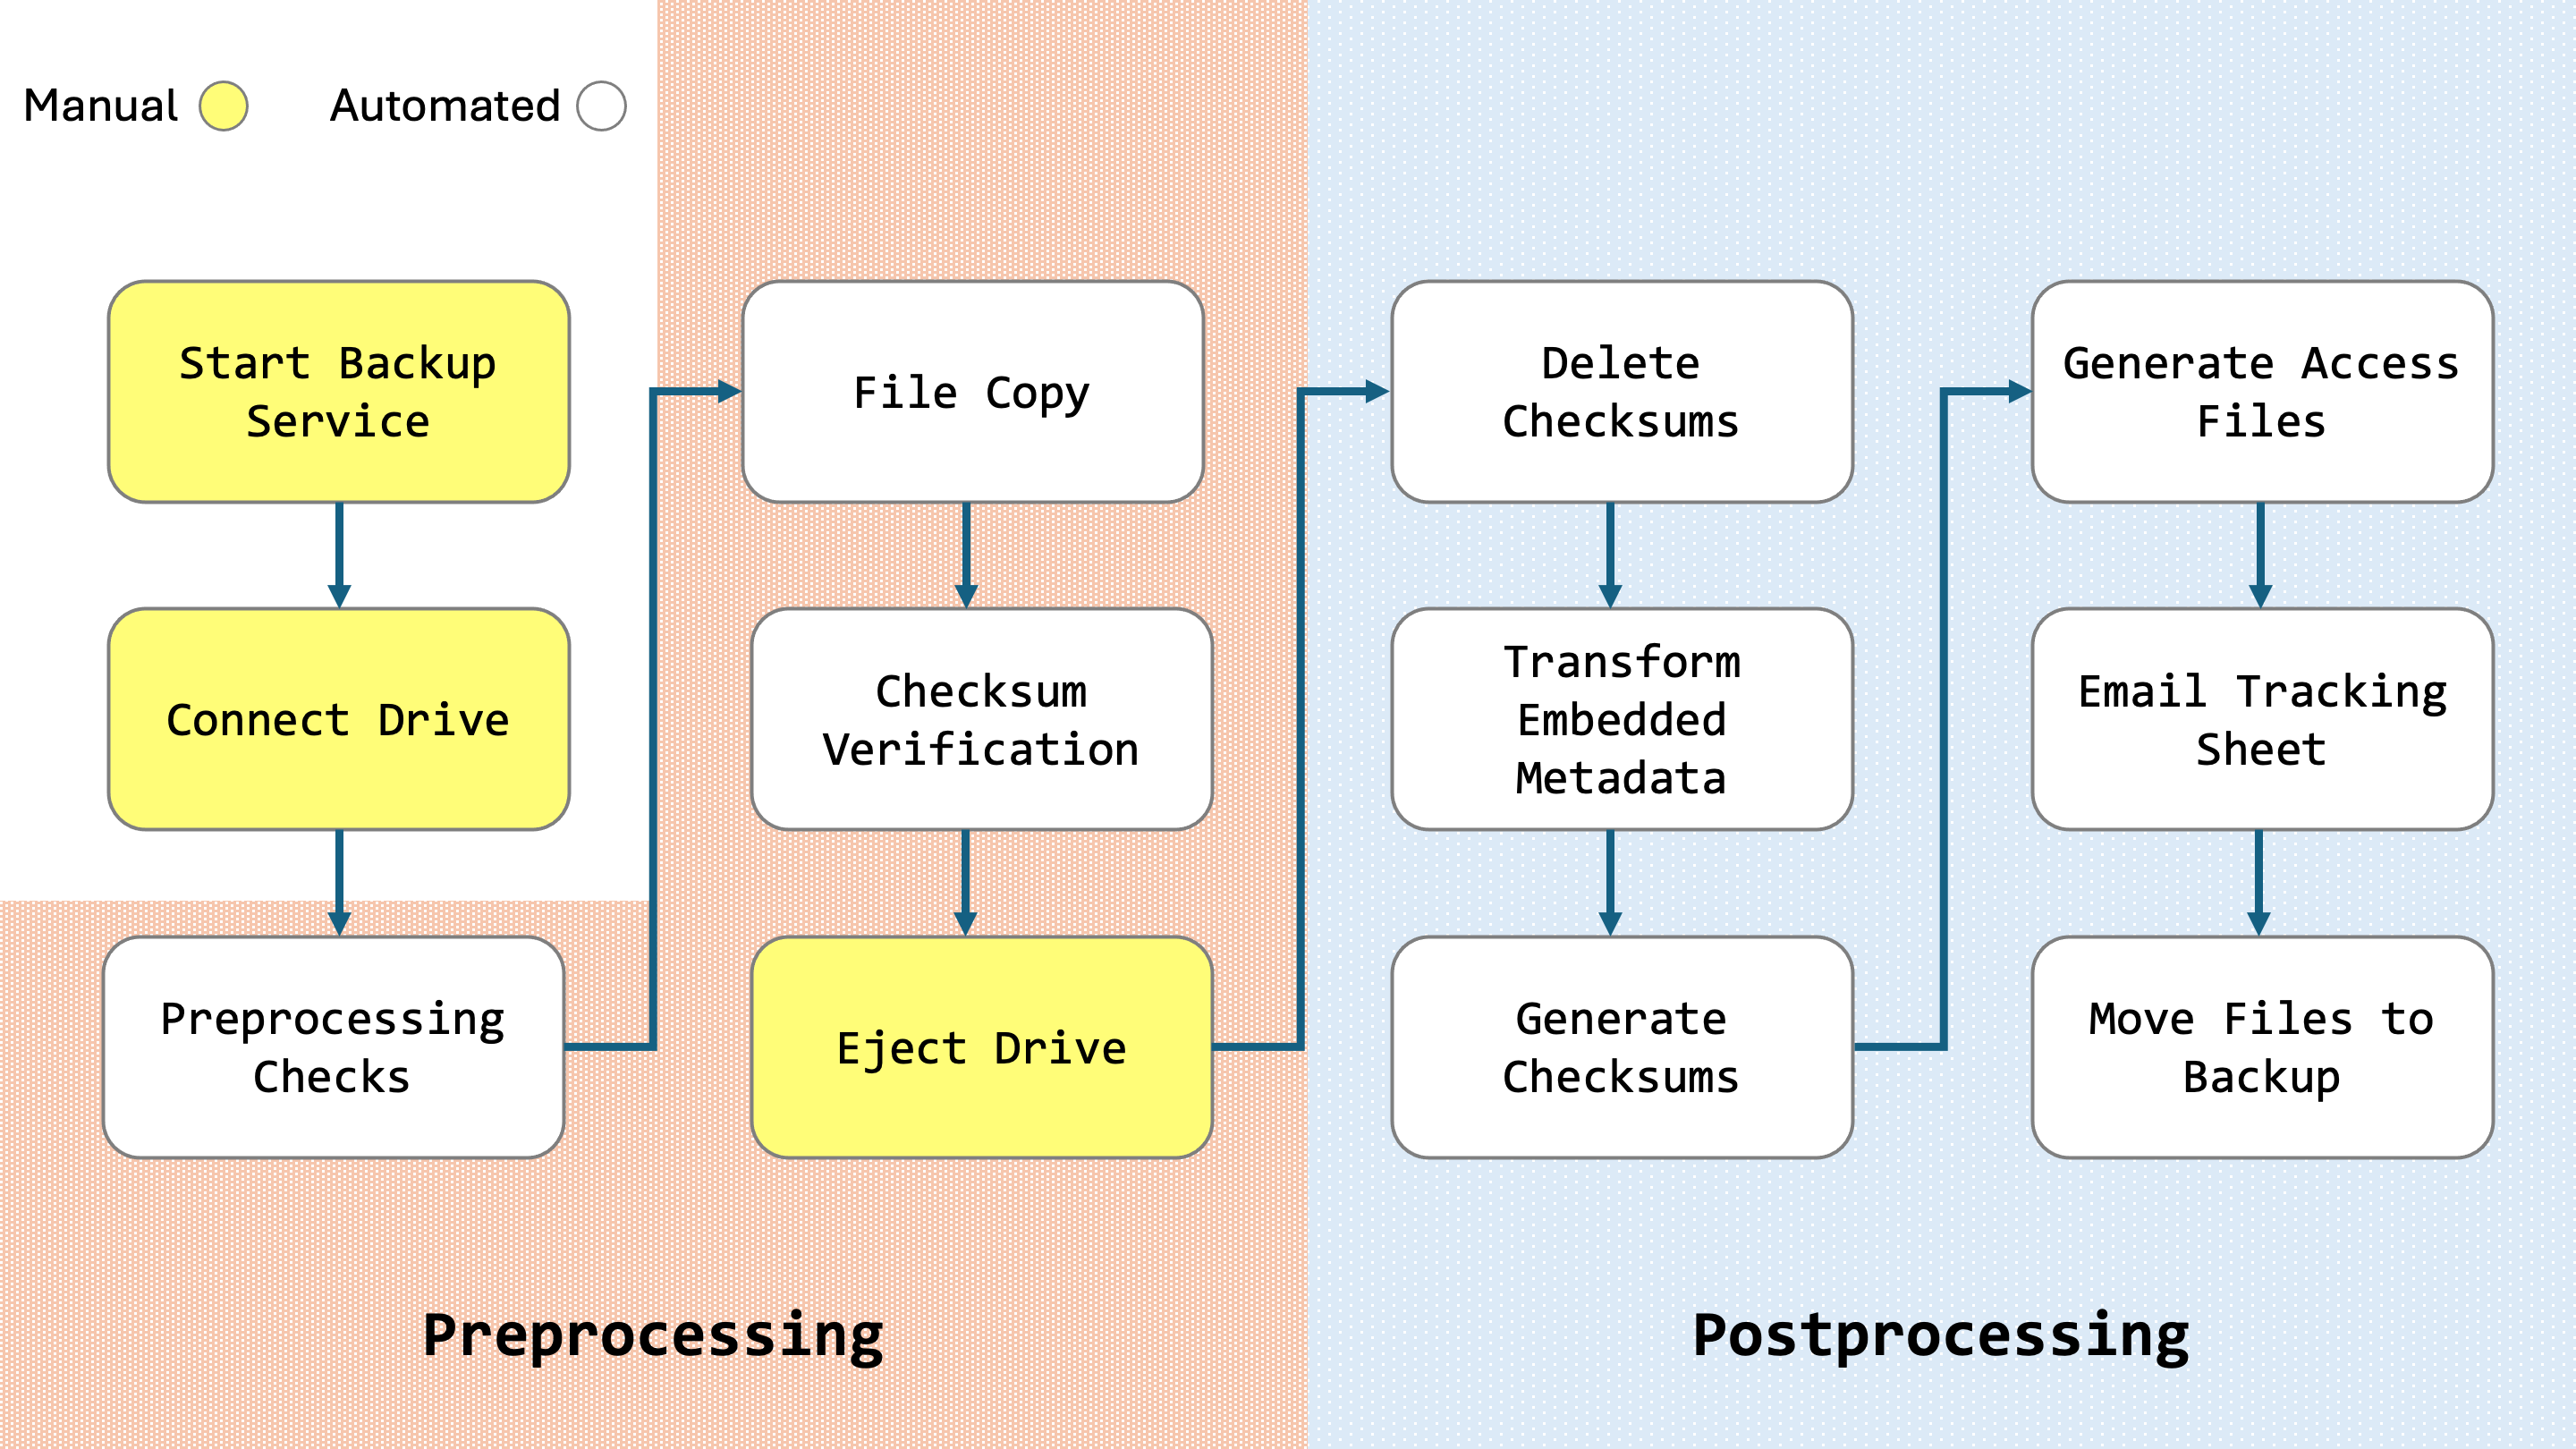 Manual
Automated
Start Backup
Service
Connect Drive
Preprocessing
Checks
File Copy
Checksum
Verification
Eject Drive
Delete
Checksums
Transform
Embedded
Metadata
Generate
Checksums
Generate Access
Files
Email Tracking
Sheet
Move Files to
Backup
Preprocessing
Postprocessing